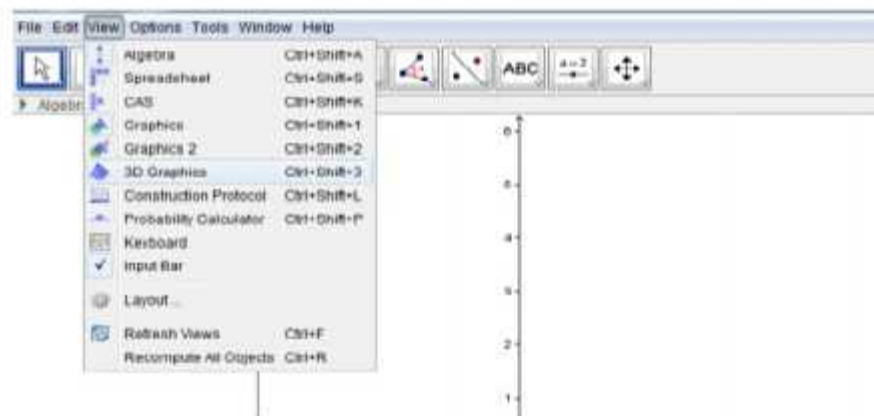 File Edit View Options Tools Window Help
Algebra Ctrl+Shift+A
Spreadsheet Ctrl+Shift+S
CAS Ctrl+Shift+K
Graphics Ctrl+Shift+1
Graphics 2 Ctrl+Shift+2
3D Graphics Ctrl+Shift+3
Construction Protocol Ctrl+Shift+L
Probability Calculator Ctrl+Shift+P
Keyboard
Input Bar
Layout ...
Refresh Views Ctrl+F
Recompute All Objects Ctrl+R
ABC
a=2
Algebr
6
5
4
3
2
1